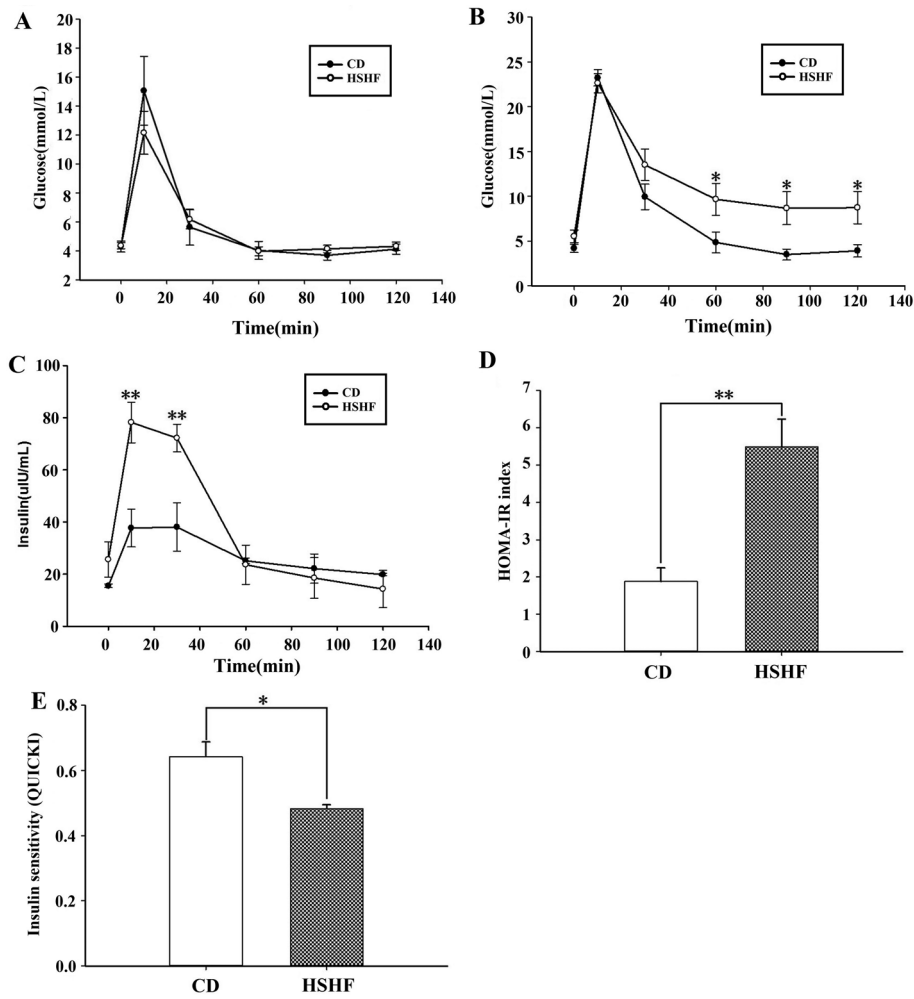 A
20
18
16
14
12
10
8
6
4
2
Glucose(mmol/L)
CD
HSHF
0 20 40 60 80 100 120 140
Time(min)
B
30
25
20
15
10
5
0
Glucose(mmol/L)
CD
HSHF
* * *
0 20 40 60 80 100 120 140
Time(min)
C
100
80
60
40
20
0
Insulin(uIU/mL)
CD
HSHF
** **
0 20 40 60 80 100 120 140
Time(min)
D
7
6
5
4
3
2
1
0
HOMA-IR index
**
CD HSHF
E
0.8
0.6
0.4
0.2
0.0
Insulin sensitivity (QUICKI)
*
CD HSHF